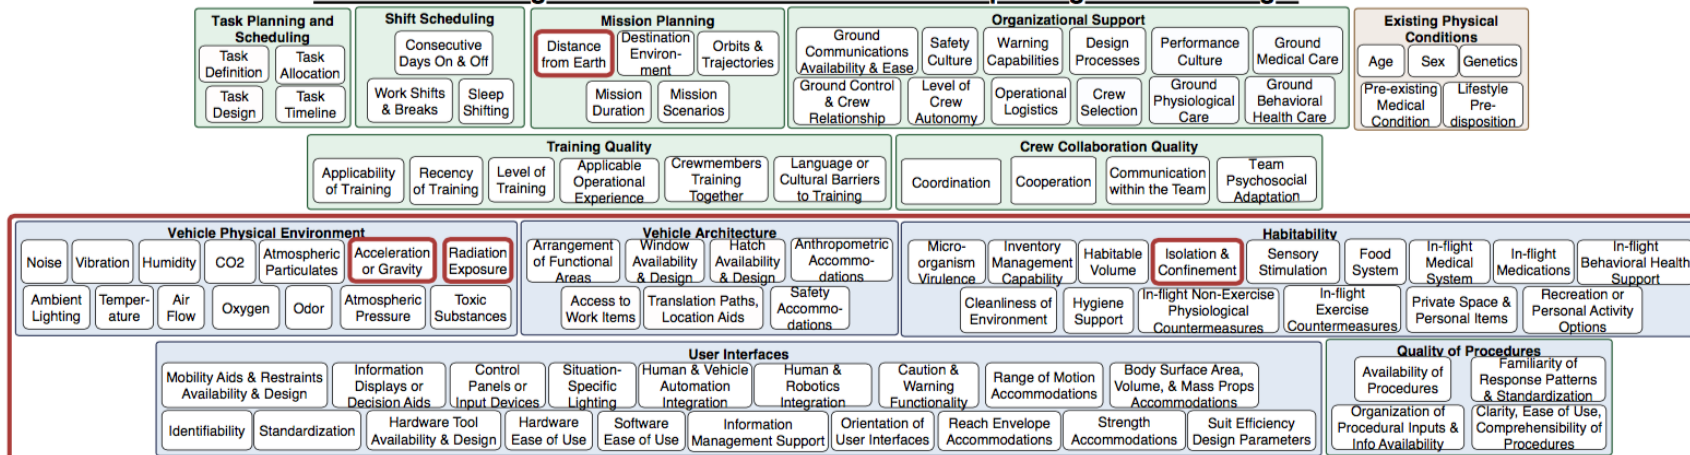 Task Planning and
Scheduling
Task
Definition
Task
Allocation
Task
Design
Task
Timeline
Shift Scheduling
Consecutive
Days On & Off
Work Shifts
& Breaks
Sleep
Shifting
Mission Planning
Distance
from Earth
Destination
Environ-
ment
Orbits &
Trajectories
Mission
Duration
Mission
Scenarios
Organizational Support
Ground
Communications
Availability & Ease
Safety
Culture
Warning
Capabilities
Design
Processes
Performance
Culture
Ground
Medical Care
Ground Control
& Crew
Relationship
Level of
Crew
Autonomy
Operational
Logistics
Crew
Selection
Ground
Physiological
Care
Ground
Behavioral
Health Care
Existing Physical
Conditions
Age
Sex
Genetics
Pre-existing
Medical
Condition
Lifestyle
Pre-
disposition
Training Quality
Applicability
of Training
Recency
of Training
Level of
Training
Applicable
Operational
Experience
Crewmembers
Training
Together
Language or
Cultural Barriers
to Training
Crew Collaboration Quality
Coordination
Cooperation
Communication
within the Team
Team
Psychosocial
Adaptation
Vehicle Physical Environment
Noise
Vibration
Humidity
CO2
Atmospheric
Particulates
Acceleration
or Gravity
Radiation
Exposure
Ambient
Lighting
Temper-
ature
Air
Flow
Oxygen
Odor
Atmospheric
Pressure
Toxic
Substances
Vehicle Architecture
Arrangement
of Functional
Areas
Window
Availability
& Design
Hatch
Availability
& Design
Anthropometric
Accommo-
dations
Access to
Work Items
Translation Paths,
Location Aids
Safety
Accommo-
dations
Habitability
Micro-
organism
Virulence
Inventory
Management
Capability
Habitable
Volume
Isolation &
Confinement
Sensory
Stimulation
Food
System
In-flight
Medical
System
In-flight
Medications
In-flight
Behavioral Health
Support
Cleanliness of
Environment
Hygiene
Support
In-flight Non-Exercise
Physiological
Countermeasures
In-flight
Exercise
Countermeasures
Private Space &
Personal Items
Recreation or
Personal Activity
Options
User Interfaces
Mobility Aids & Restraints
Availability & Design
Information
Displays or
Decision Aids
Control
Panels or
Input Devices
Situation-
Specific
Lighting
Human & Vehicle
Automation
Integration
Human &
Robotics
Integration
Caution &
Warning
Functionality
Range of Motion
Accommodations
Body Surface Area,
Volume, & Mass Props
Accommodations
Identifiability
Standardization
Hardware Tool
Availability & Design
Hardware
Ease of Use
Software
Ease of Use
Information
Management Support
Orientation of
User Interfaces
Reach Envelope
Accommodations
Strength
Accommodations
Suit Efficiency
Design Parameters
Quality of Procedures
Availability of
Procedures
Familiarity of
Response Patterns
& Standardization
Organization of
Procedural Inputs &
Info Availability
Clarity, Ease of Use,
Comprehensibility of
Procedures